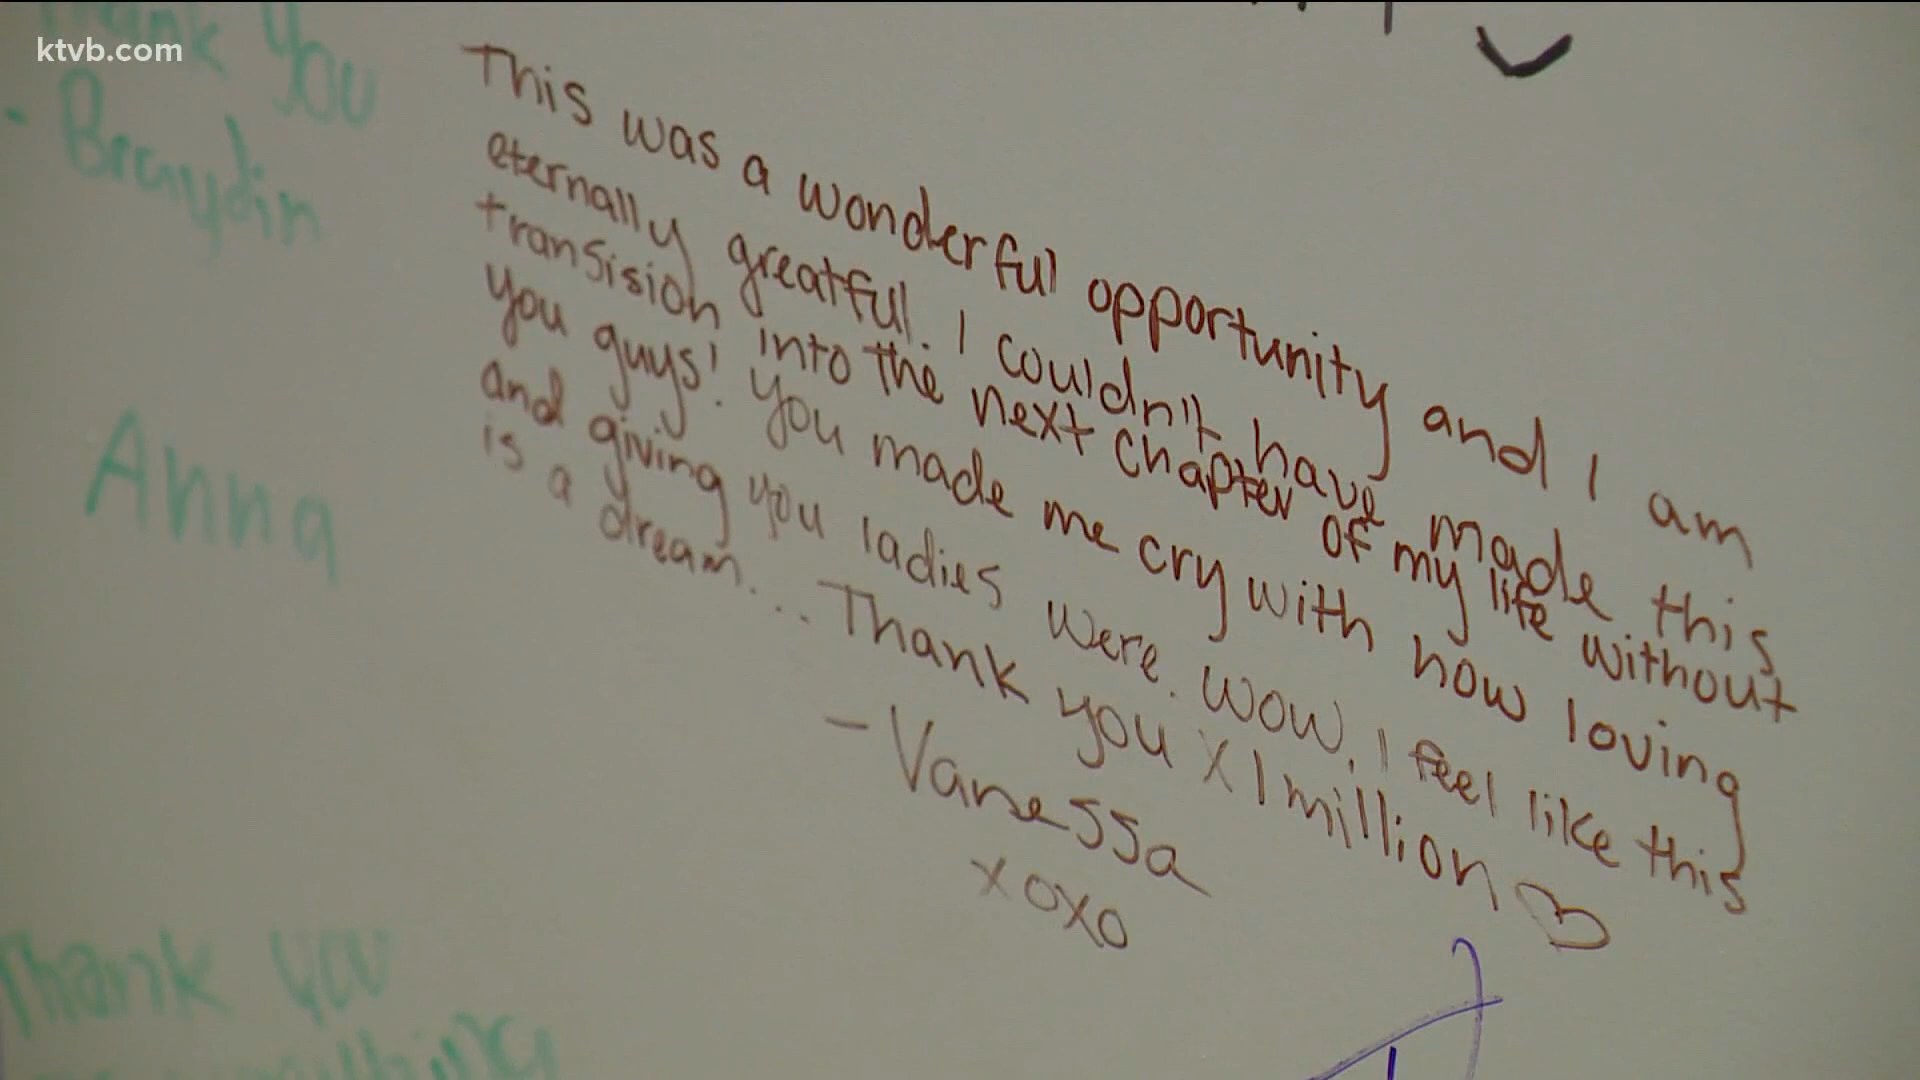 ktvb.com
Thank you
- Braydin
Anna
Thank you
This was a wonderful opportunity and I am
eternally greatful. I couldn't have made this
transision into the next chapter of my life without
you guys! You made me cry with how loving
and giving you ladies were. Wow, I feel like this
is a dream... Thank you x 1 million ♡
- Vanessa
xoxo